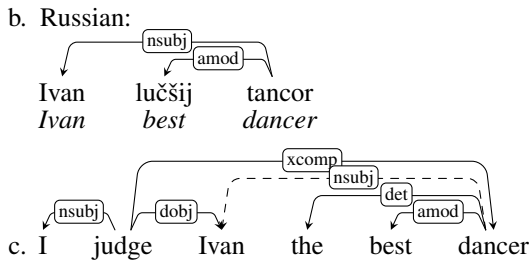 b. Russian:
nsubj
amod
Ivan lučšij tancor
Ivan best dancer
xcomp
nsubj
det
nsubj dobj amod
c. I judge Ivan the best dancer